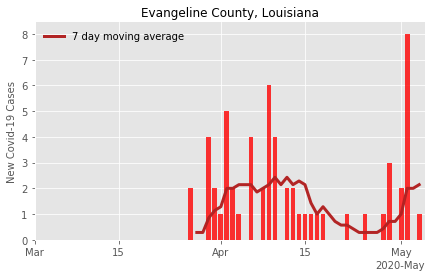 Evangeline County, Louisiana
7 day moving average
New Covid-19 Cases
8
7
6
5
4
3
2
1
0
Mar 15 Apr 15 May
2020-May